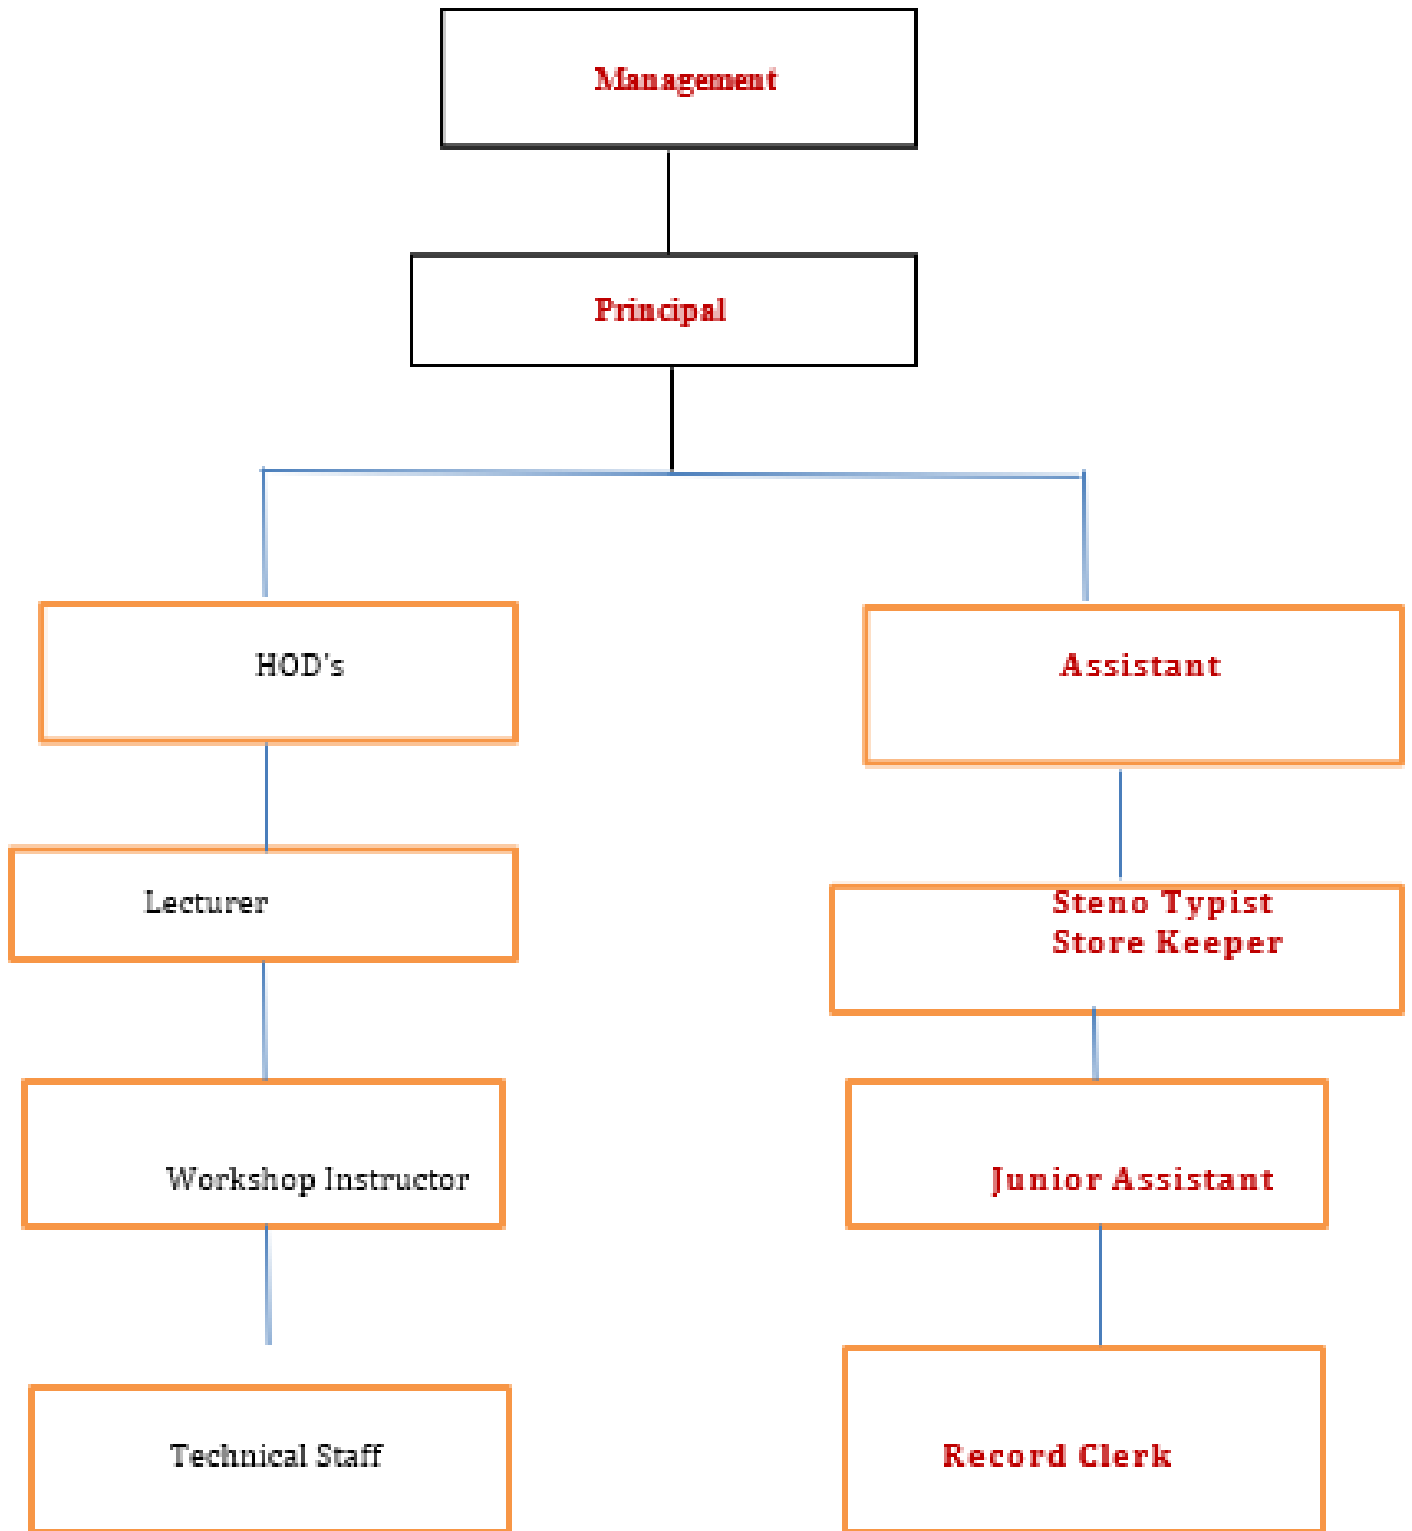 Management
Principal
HOD's
Assistant
Lecturer
Steno Typist
Store Keeper
Workshop Instructor
Junior Assistant
Technical Staff
Record Clerk